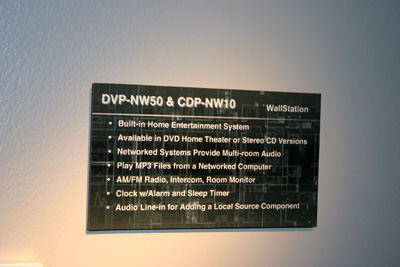 DVP-NW50 & CDP-NW10 WallStation
• Built-in Home Entertainment System
• Available in DVD Home Theater or Stereo CD Versions
• Networked Systems Provide Multi-room Audio
• Play MP3 Files from a Networked Computer
• AM/FM Radio, Intercom, Room Monitor
• Clock w/Alarm and Sleep Timer
• Audio Line-in for Adding a Local Source Component